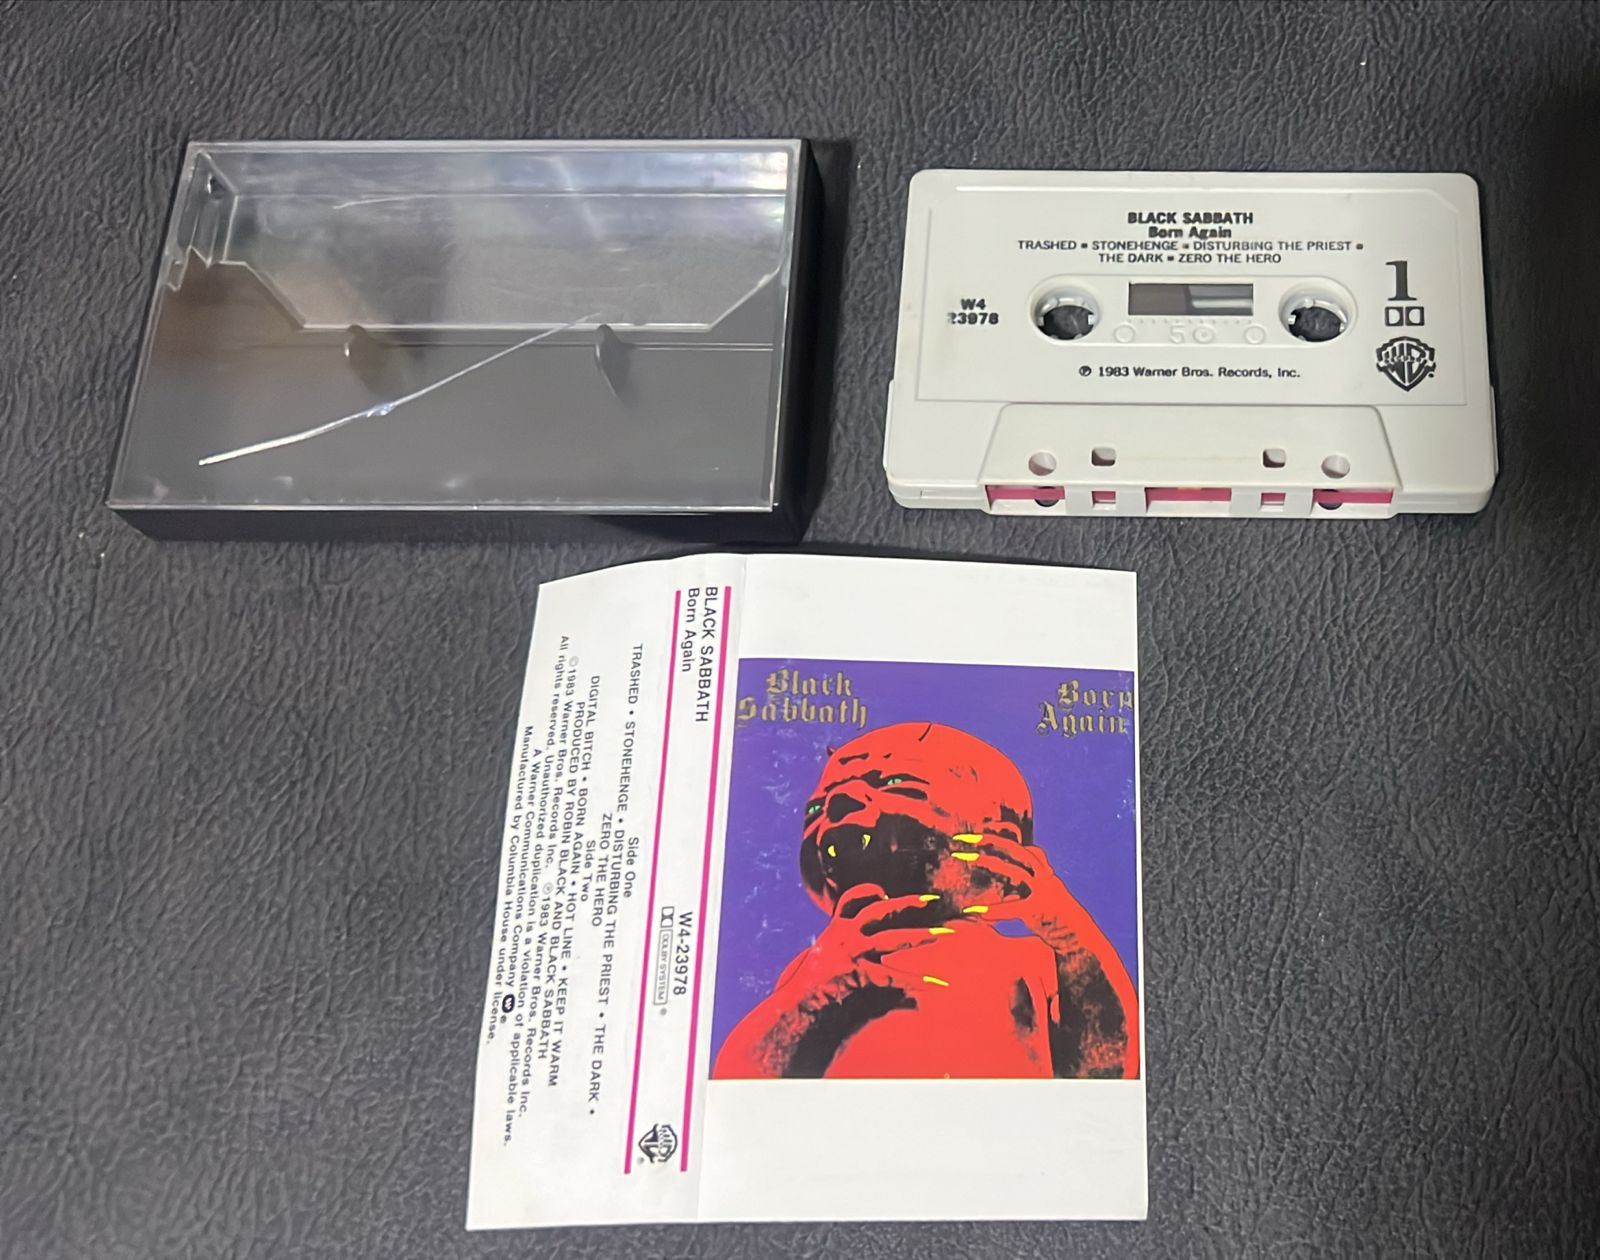 BLACK SABBATH
Born Again
TRASHED ■ STONEHENGE ■ DISTURBING THE PRIEST ■
THE DARK ■ ZERO THE HERO
1
W4
23978
50
℗ 1983 Warner Bros. Records, Inc.
Black
Sabbath
Born
Again
BLACK SABBATH
Born Again
W4-23978
DOLBY SYSTEM ®
Side One
TRASHED • STONEHENGE • DISTURBING THE PRIEST • THE DARK •
ZERO THE HERO
Side Two
DIGITAL BITCH • BORN AGAIN • HOT LINE • KEEP IT WARM
PRODUCED BY ROBIN BLACK AND BLACK SABBATH
©1983 Warner Bros. Records Inc. ℗1983 Warner Bros. Records Inc.
All rights reserved. Unauthorized duplication is a violation of applicable laws.
A Warner Communications Company
Manufactured by Columbia House under license.